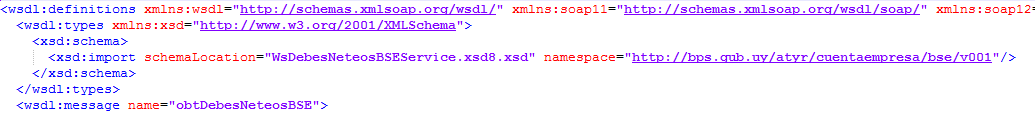 <wsdl:definitions xmlns:wsdl="http://schemas.xmlsoap.org/wsdl/" xmlns:soap11="http://schemas.xmlsoap.org/wsdl/soap/" xmlns:soap12=
<wsdl:types xmlns:xsd="http://www.w3.org/2001/XMLSchema">
<xsd:schema>
<xsd:import schemaLocation="WsDebesNeteosBSEService.xsd8.xsd" namespace="http://bps.gub.uy/atyr/cuentaempresa/bse/v001"/>
</xsd:schema>
</wsdl:types>
<wsdl:message name="obtDebesNeteosBSE">